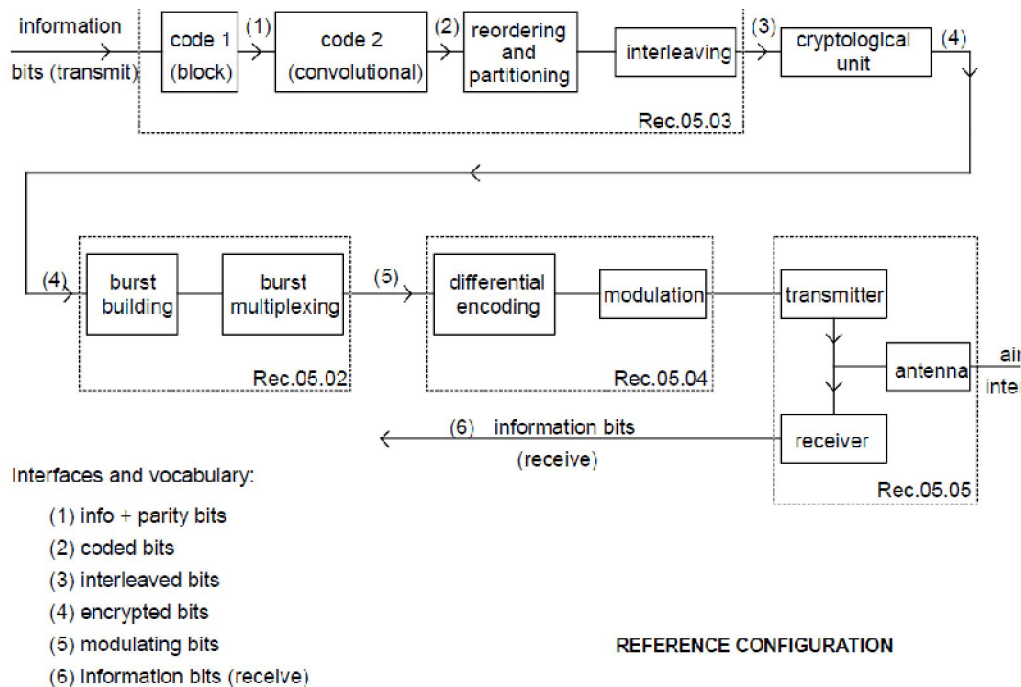 information
bits (transmit)
code 1
(block)
(1)
code 2
(convolutional)
(2)
reordering
and
partitioning
interleaving
(3)
cryptological
unit
(4)
Rec.05.03
(4)
burst
building
burst
multiplexing
Rec.05.02
(5)
differential
encoding
modulation
Rec.05.04
transmitter
antenna
air
inter
receiver
Rec.05.05
(6) information bits
(receive)
Interfaces and vocabulary:
(1) info + parity bits
(2) coded bits
(3) interleaved bits
(4) encrypted bits
(5) modulating bits
(6) information bits (receive)
REFERENCE CONFIGURATION